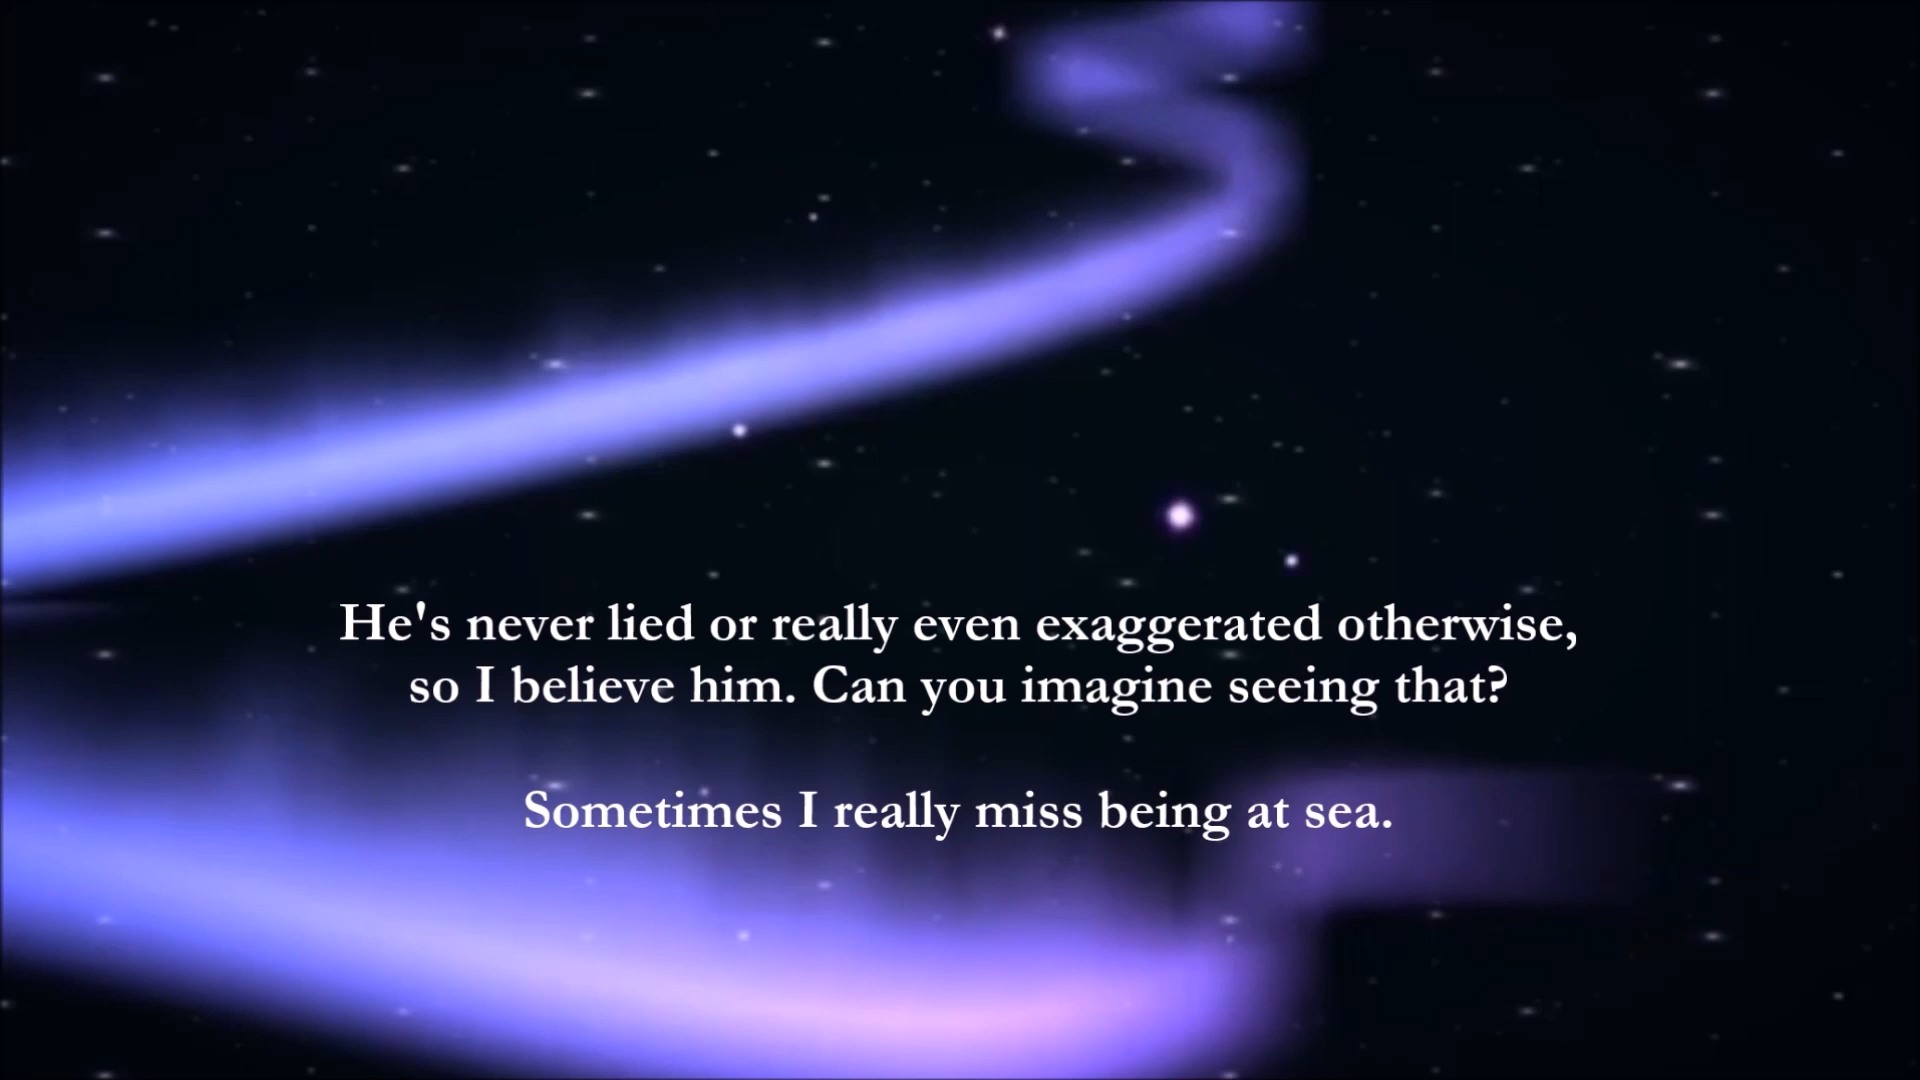 He's never lied or really even exaggerated otherwise,
so I believe him. Can you imagine seeing that?
Sometimes I really miss being at sea.